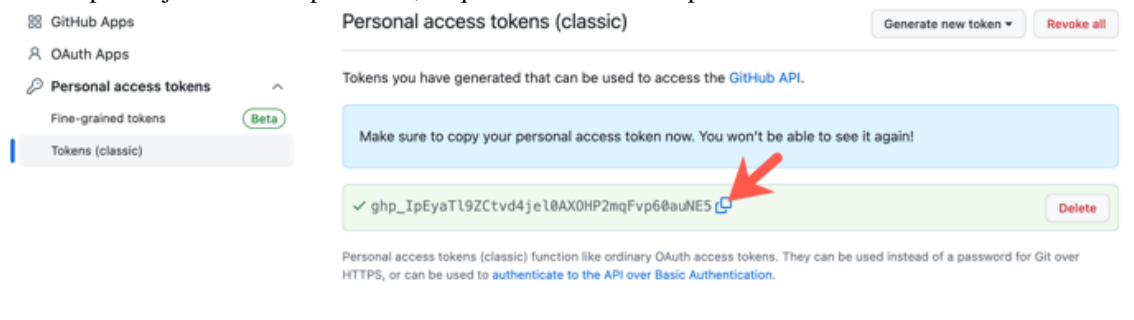 GitHub Apps
OAuth Apps
Personal access tokens
Fine-grained tokens Beta
Tokens (classic)
Personal access tokens (classic)
Generate new token
Revoke all
Tokens you have generated that can be used to access the GitHub API.
Make sure to copy your personal access token now. You won't be able to see it again!
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
Delete
Personal access tokens (classic) function like ordinary OAuth access tokens. They can be used instead of a password for Git over
HTTPS, or can be used to authenticate to the API over Basic Authentication.